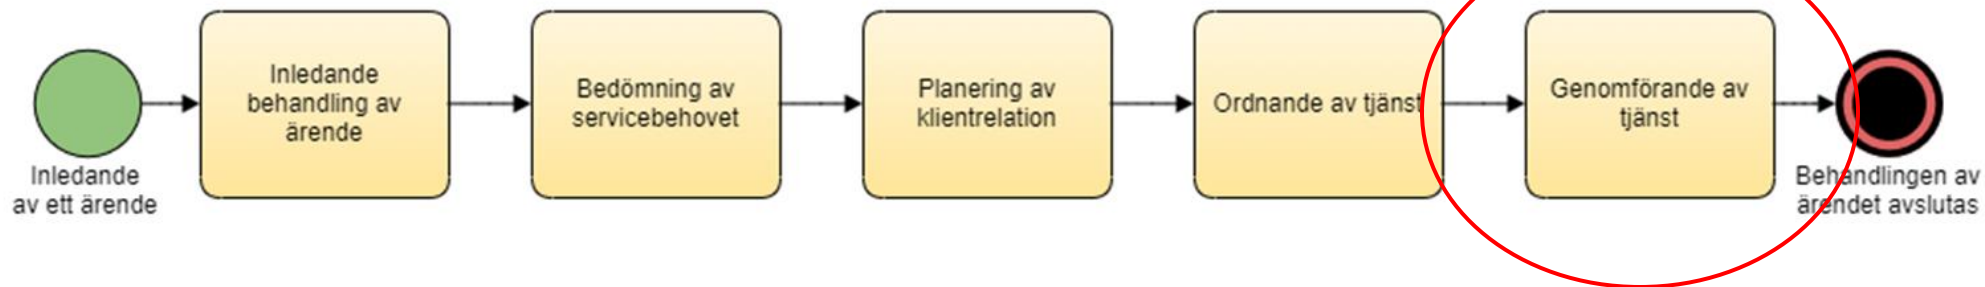 Inledande
av ett ärende
Inledande
behandling av
ärende
Bedömning av
servicebehovet
Planering av
klientrelation
Ordnande av tjänst
Genomförande av
tjänst
Behandlingen av
ärendet avslutas